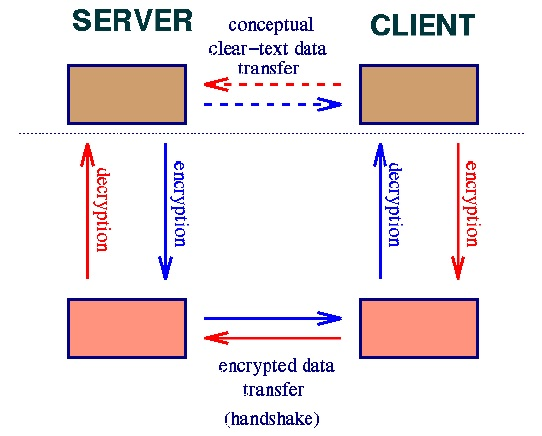 SERVER
conceptual
clear-text data
transfer
CLIENT
decryption
encryption
decryption
encryption
encrypted data
transfer
(handshake)